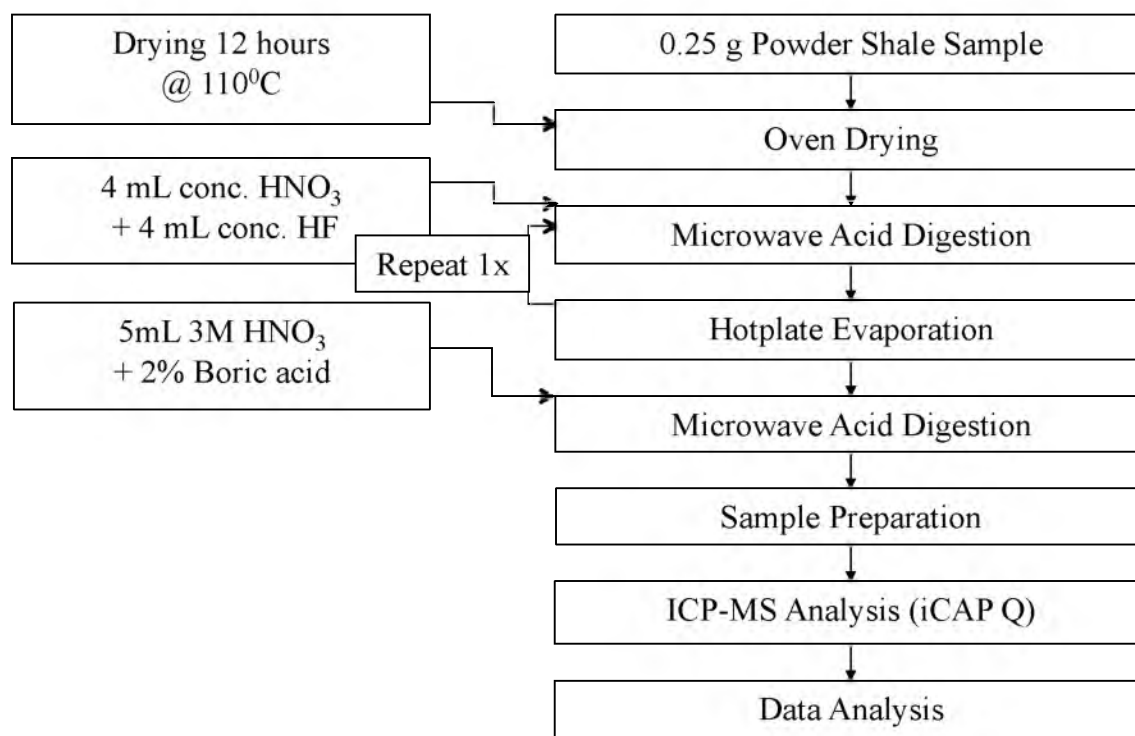 Drying 12 hours
@ 110⁰C
0.25 g Powder Shale Sample
Oven Drying
4 mL conc. HNO₃
+ 4 mL conc. HF
Microwave Acid Digestion
Repeat 1x
Hotplate Evaporation
5mL 3M HNO₃
+ 2% Boric acid
Microwave Acid Digestion
Sample Preparation
ICP-MS Analysis (iCAP Q)
Data Analysis